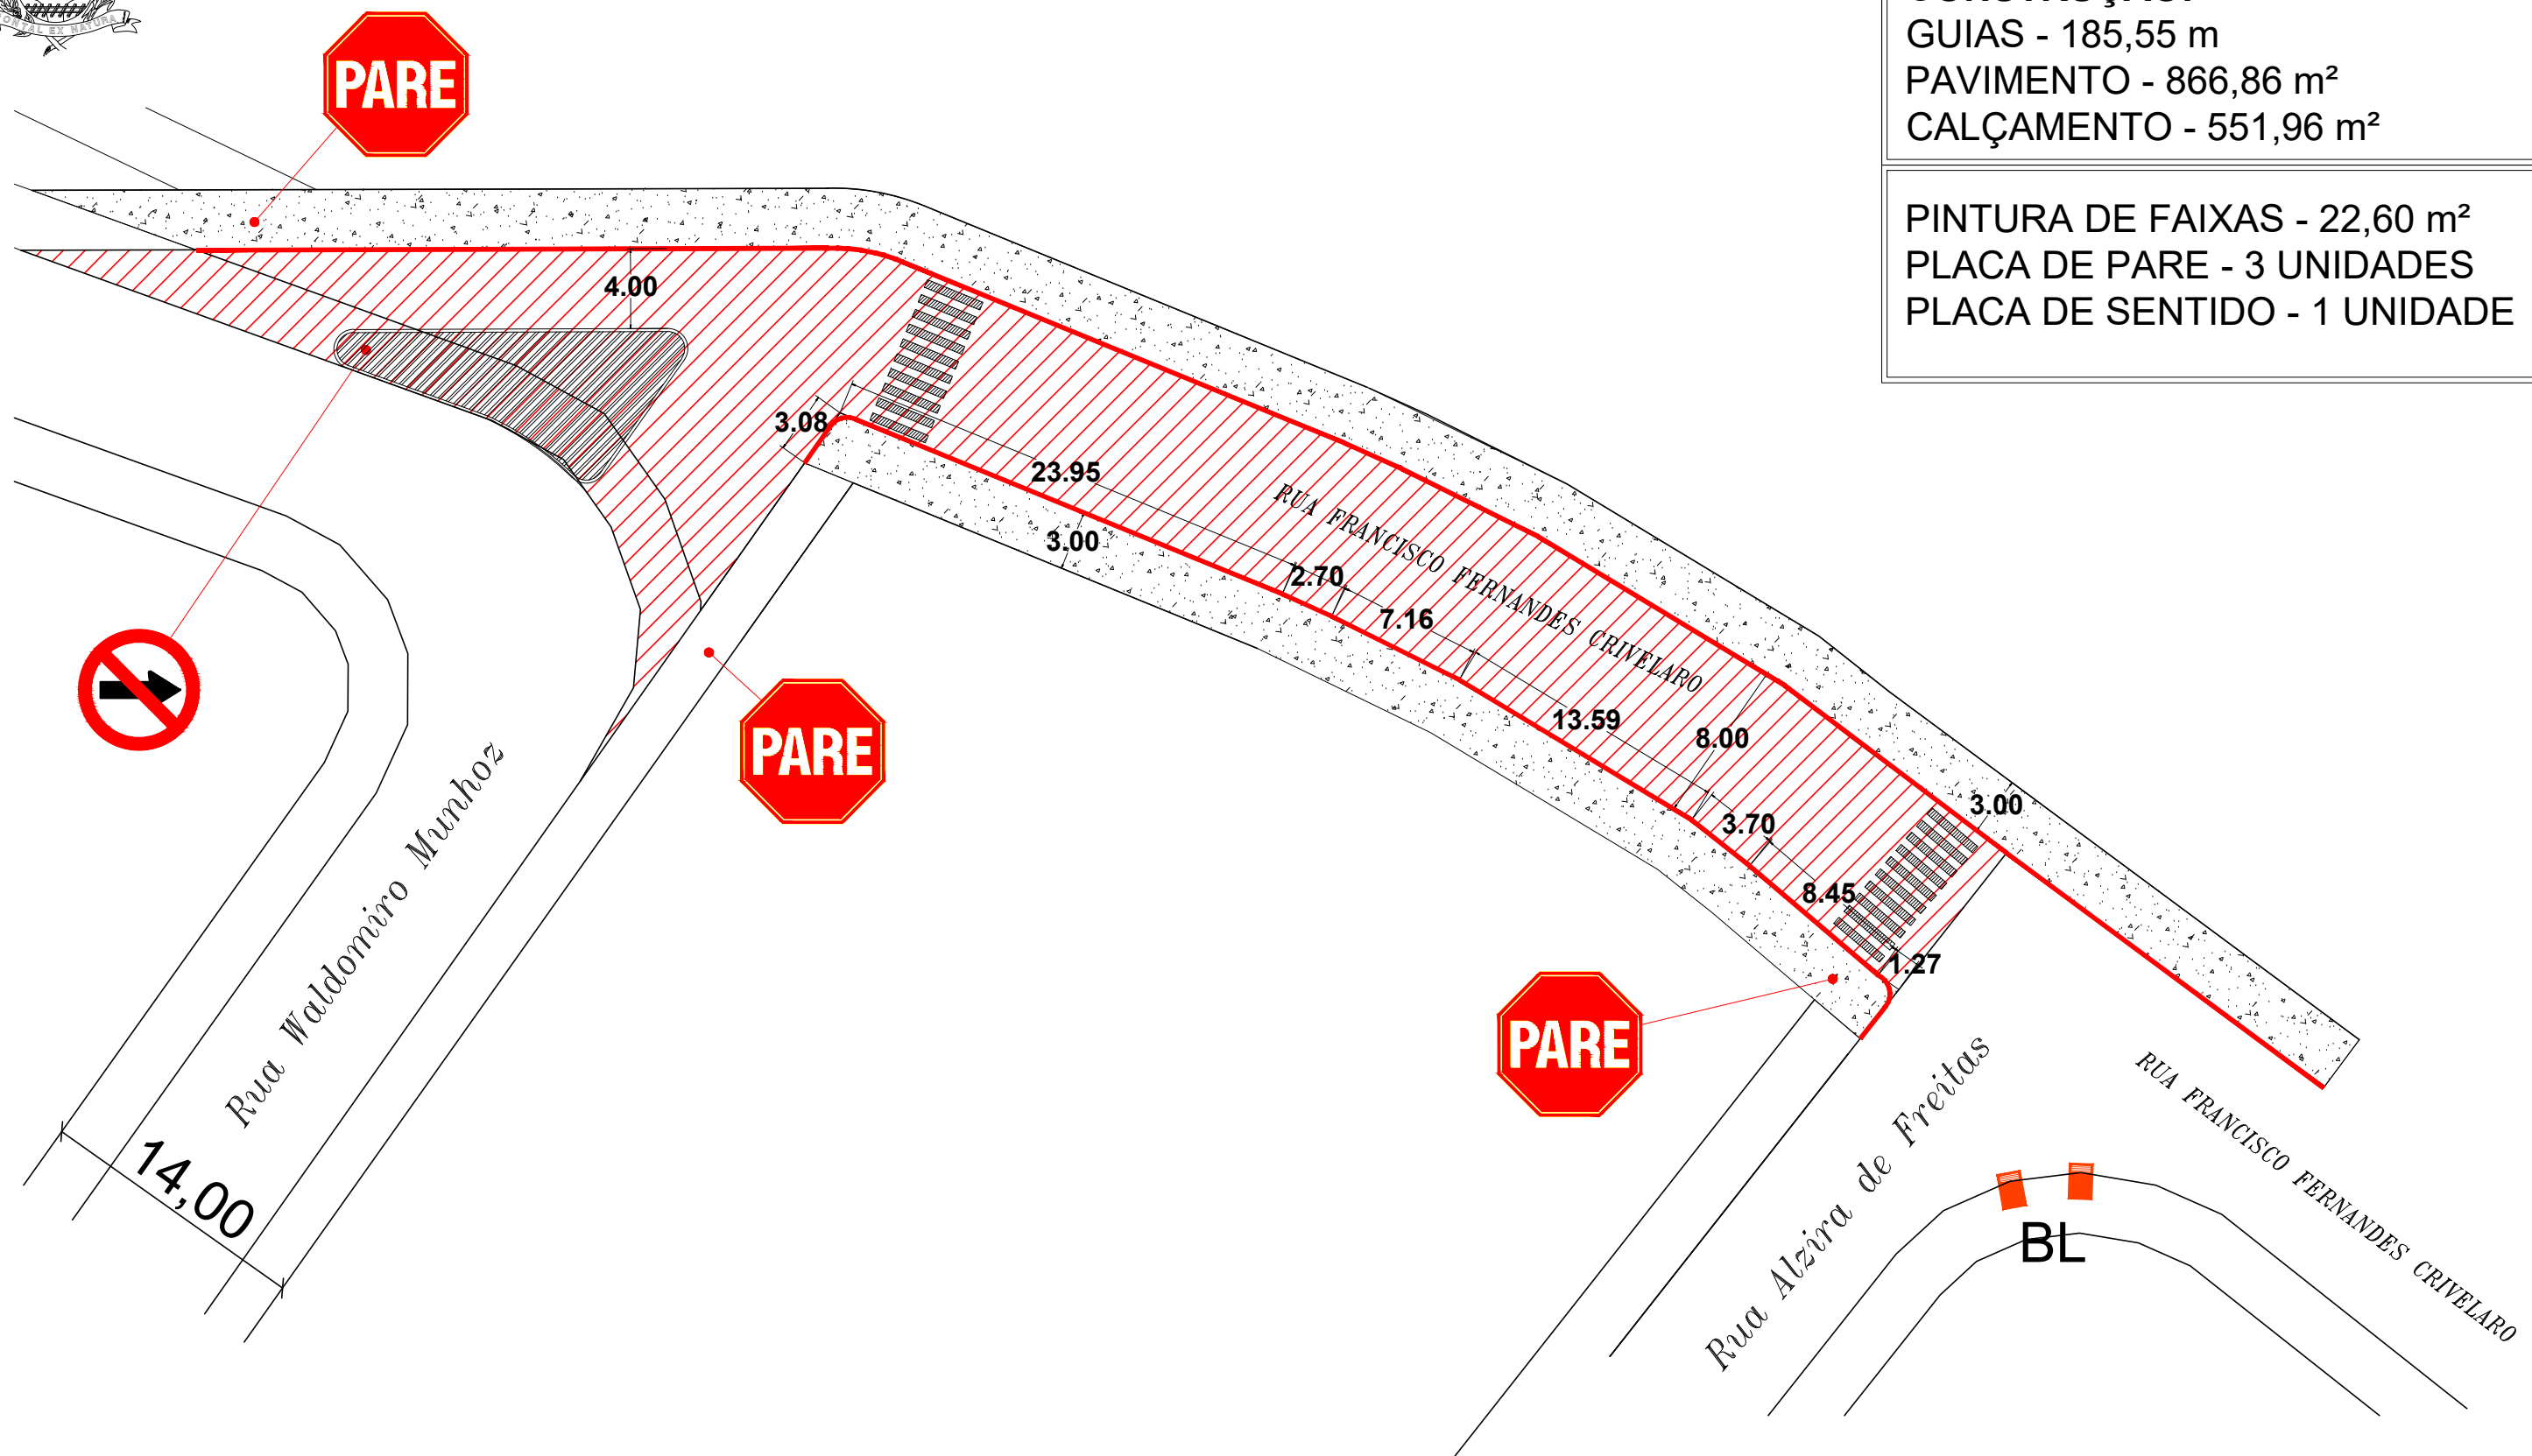 PONTAL EX NATURA
GUIAS - 185,55 m
PAVIMENTO - 866,86 m²
CALÇAMENTO - 551,96 m²
PINTURA DE FAIXAS - 22,60 m²
PLACA DE PARE - 3 UNIDADES
PLACA DE SENTIDO - 1 UNIDADE
PARE
4.00
3.08
23.95
3.00
RUA FRANCISCO FERNANDES CRIVELARO
2.70
7.16
13.59
8.00
3.70
3.00
8.45
1.27
PARE
PARE
Rua Waldomiro Munhoz
14,00
Rua Alzira de Freitas
RUA FRANCISCO FERNANDES CRIVELARO
BL